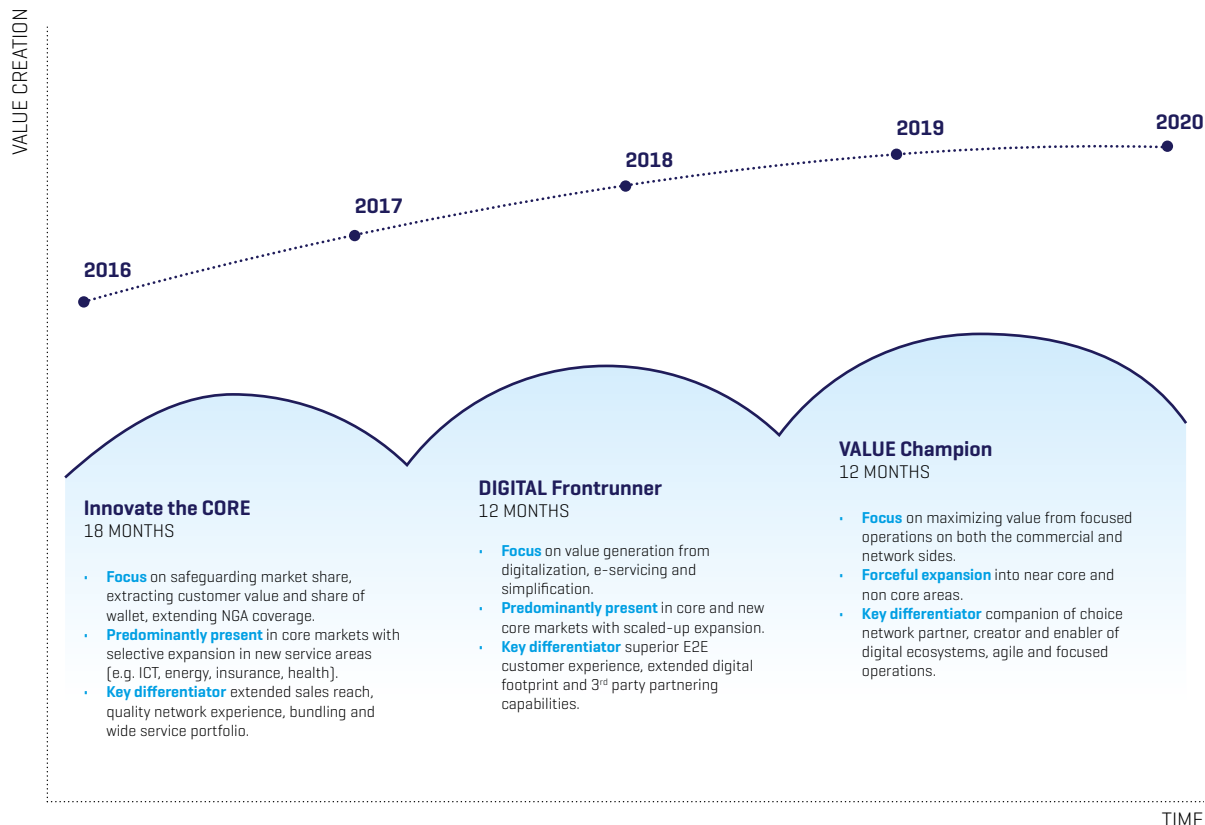 VALUE CREATION
2016
2017
2018
2019
2020
Innovate the CORE
18 MONTHS
· Focus on safeguarding market share,
extracting customer value and share of
wallet, extending NGA coverage.
· Predominantly present in core markets with
selective expansion in new service areas
(e.g. ICT, energy, insurance, health).
· Key differentiator extended sales reach,
quality network experience, bundling and
wide service portfolio.
DIGITAL Frontrunner
12 MONTHS
· Focus on value generation from
digitalization, e-servicing and
simplification.
· Predominantly present in core and new
core markets with scaled-up expansion.
· Key differentiator superior E2E
customer experience, extended digital
footprint and 3rd party partnering
capabilities.
VALUE Champion
12 MONTHS
· Focus on maximizing value from focused
operations on both the commercial and
network sides.
· Forceful expansion into near core and
non core areas.
· Key differentiator companion of choice
network partner, creator and enabler of
digital ecosystems, agile and focused
operations.
TIME